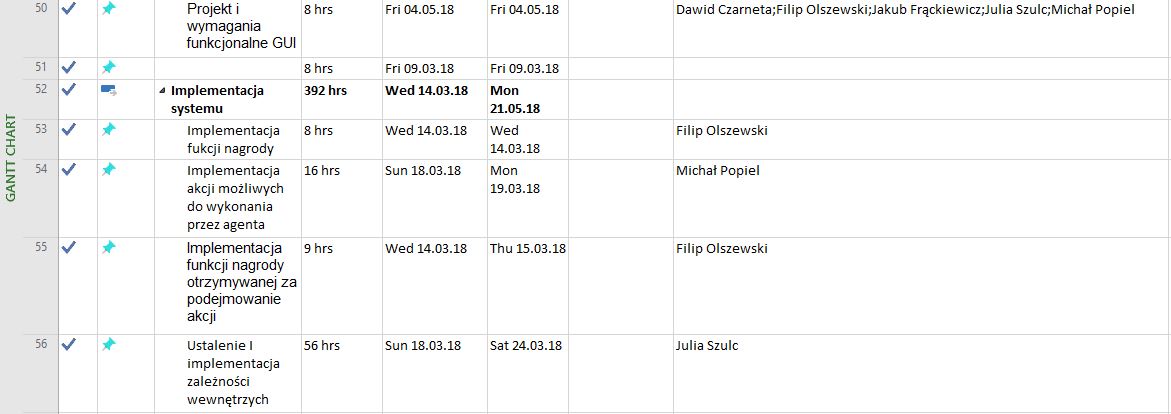 GANTT CHART
50 Projekt i 8 hrs Fri 04.05.18 Fri 04.05.18 Dawid Czarneta;Filip Olszewski;Jakub Frąckiewicz;Julia Szulc;Michał Popiel
wymagania
funkcjonalne GUI
51 8 hrs Fri 09.03.18 Fri 09.03.18
52 Implementacja 392 hrs Wed 14.03.18 Mon
systemu 21.05.18
53 Implementacja 8 hrs Wed 14.03.18 Wed Filip Olszewski
fukcji nagrody 14.03.18
54 Implementacja 16 hrs Sun 18.03.18 Mon Michał Popiel
akcji możliwych 19.03.18
do wykonania
przez agenta
55 Implementacja 9 hrs Wed 14.03.18 Thu 15.03.18 Filip Olszewski
funkcji nagrody
otrzymywanej za
podejmowanie
akcji
56 Ustalenie I 56 hrs Sun 18.03.18 Sat 24.03.18 Julia Szulc
implementacja
zależności
wewnętrzych